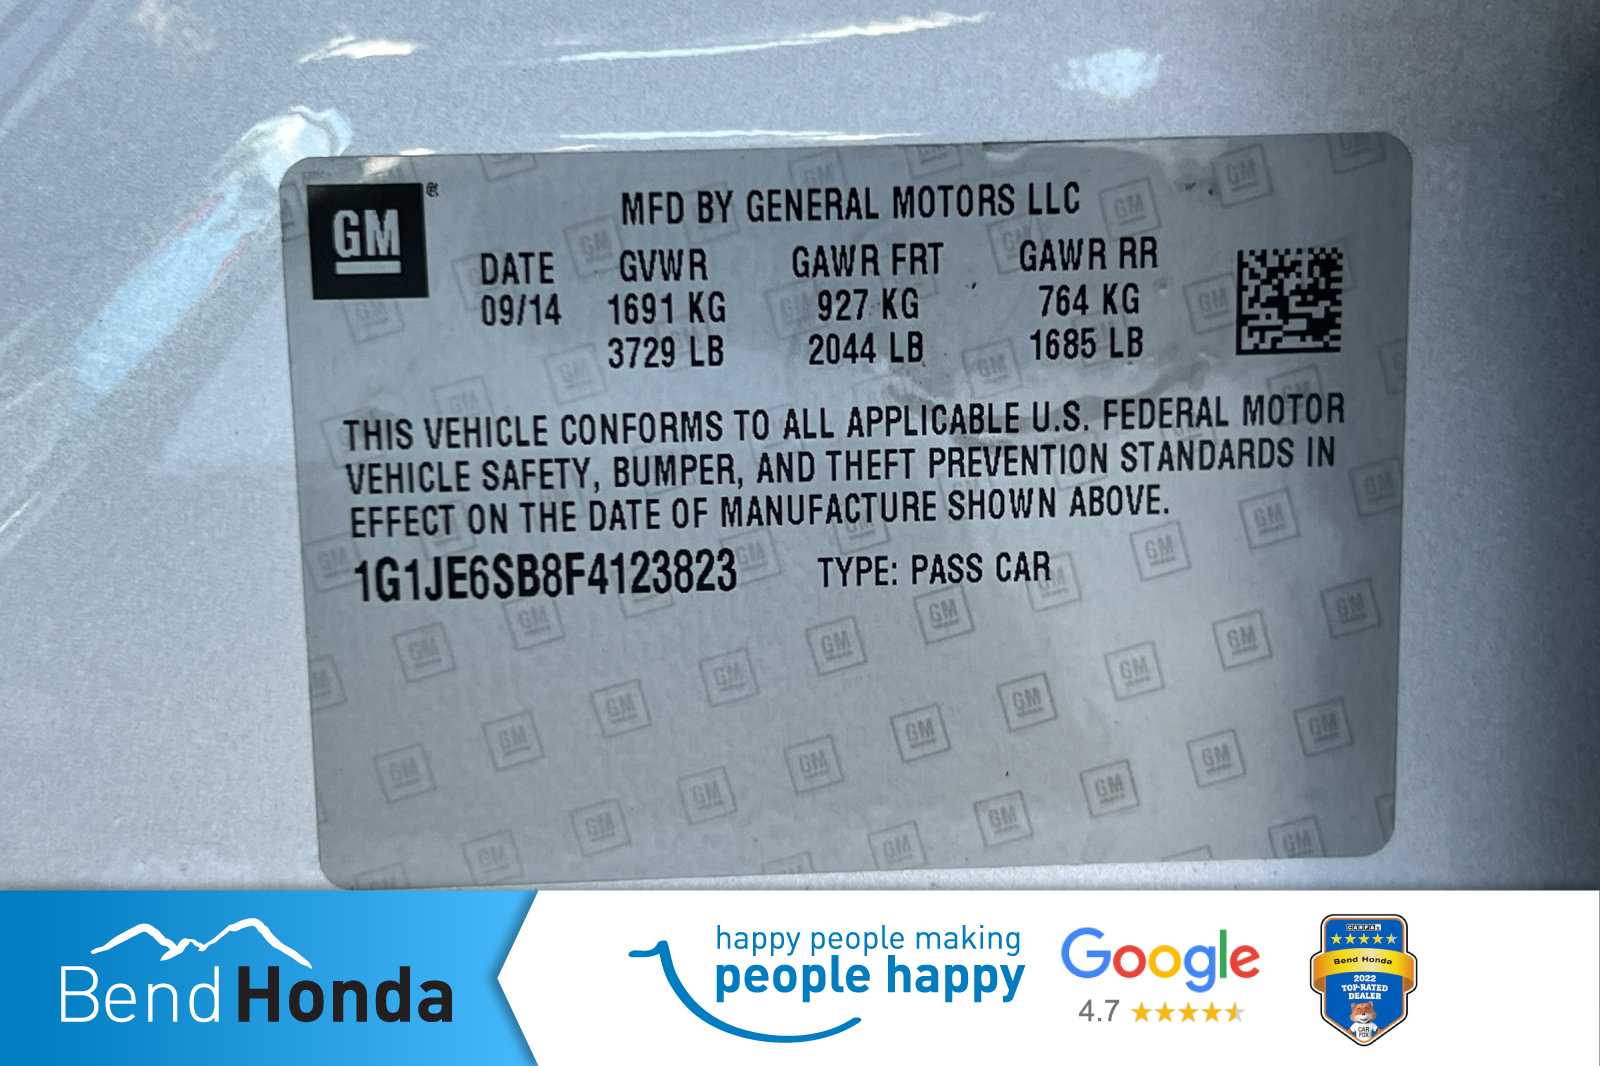 GM
®
MFD BY GENERAL MOTORS LLC
DATE GVWR GAWR FRT GAWR RR
09/14 1691 KG 927 KG 764 KG
3729 LB 2044 LB 1685 LB
THIS VEHICLE CONFORMS TO ALL APPLICABLE U.S. FEDERAL MOTOR
VEHICLE SAFETY, BUMPER, AND THEFT PREVENTION STANDARDS IN
EFFECT ON THE DATE OF MANUFACTURE SHOWN ABOVE.
1G1JE6SB8F4123823 TYPE: PASS CAR
Bend Honda
happy people making
people happy
Google
4.7
CARFAX
Bend Honda
2022
TOP-RATED
DEALER
CAR
FOX